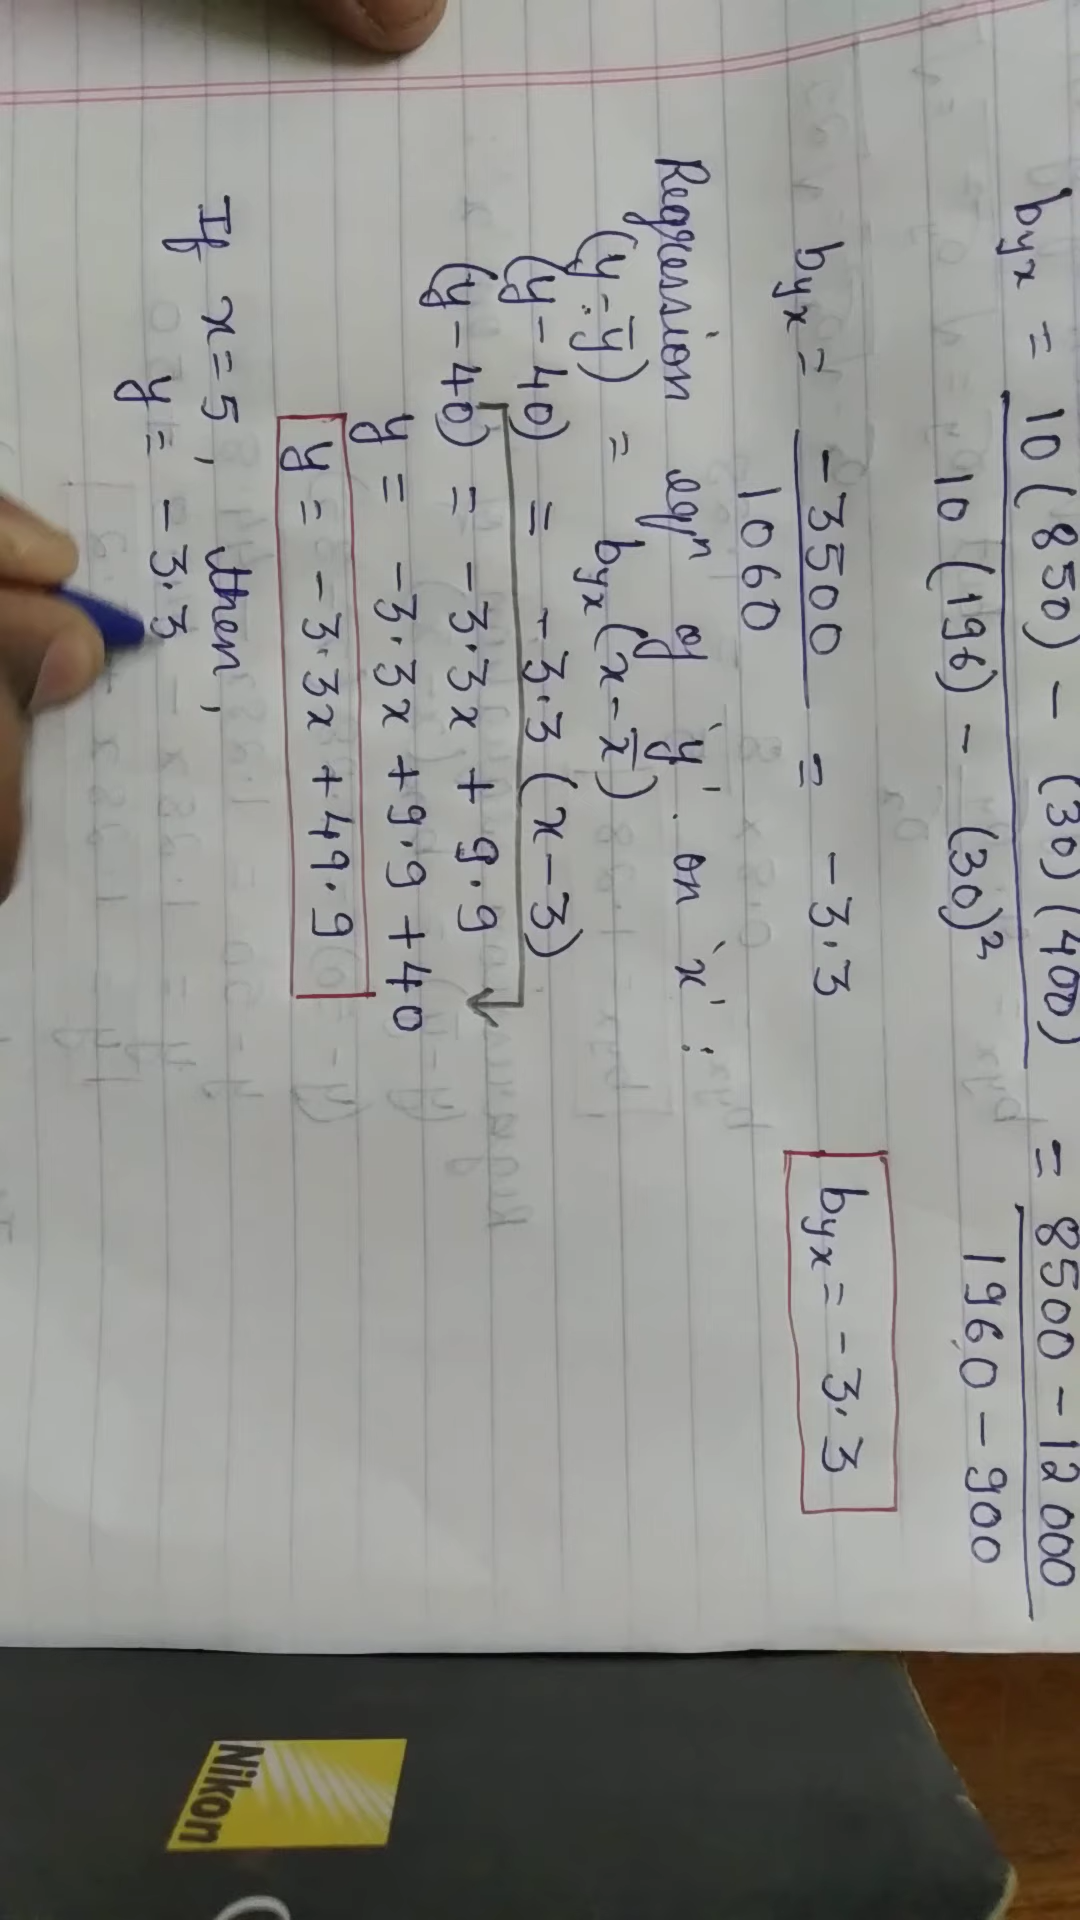 byx = 10(850) - (30)(400) / 10(196) - (30)² = 8500 - 12000 / 1960 - 900
byx = -3500 / 1060 = -3.3 byx = -3.3
Regression eqⁿ of 'y' on 'x' :
(y - ȳ) = byx (x - x̄)
(y - 40) = -3.3 (x - 3)
(y - 40) = -3.3x + 9.9
y = -3.3x + 9.9 + 40
y = -3.3x + 49.9
If x = 5, then,
y = -3.3
Nikon